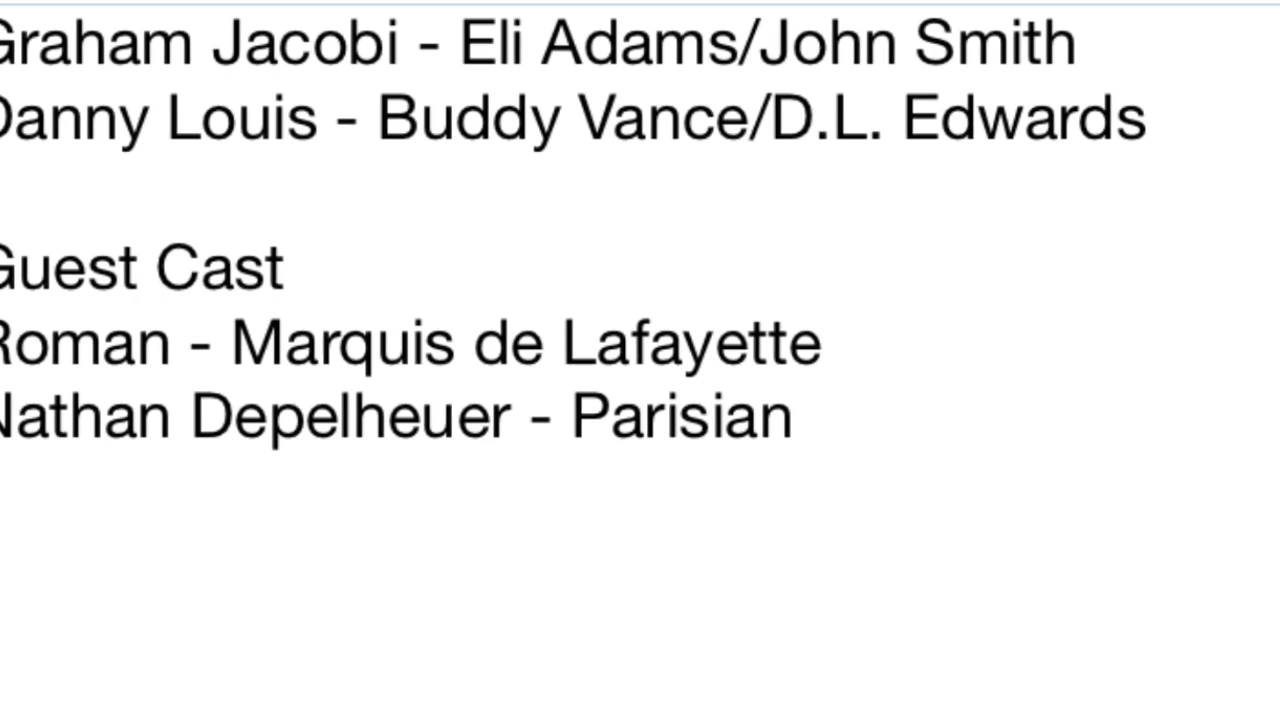 Graham Jacobi - Eli Adams/John Smith
Danny Louis - Buddy Vance/D.L. Edwards
Guest Cast
Roman - Marquis de Lafayette
Nathan Depelheuer - Parisian